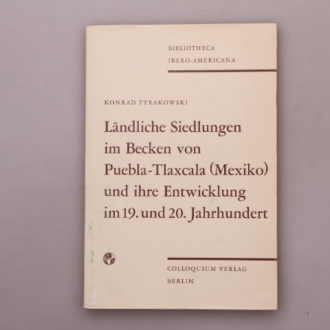 BIBLIOTHECA
IBERO-AMERICANA
KONRAD TYRAKOWSKI
Ländliche Siedlungen
im Becken von
Puebla-Tlaxcala (Mexiko)
und ihre Entwicklung
im 19. und 20. Jahrhundert
COLLOQUIUM VERLAG
BERLIN